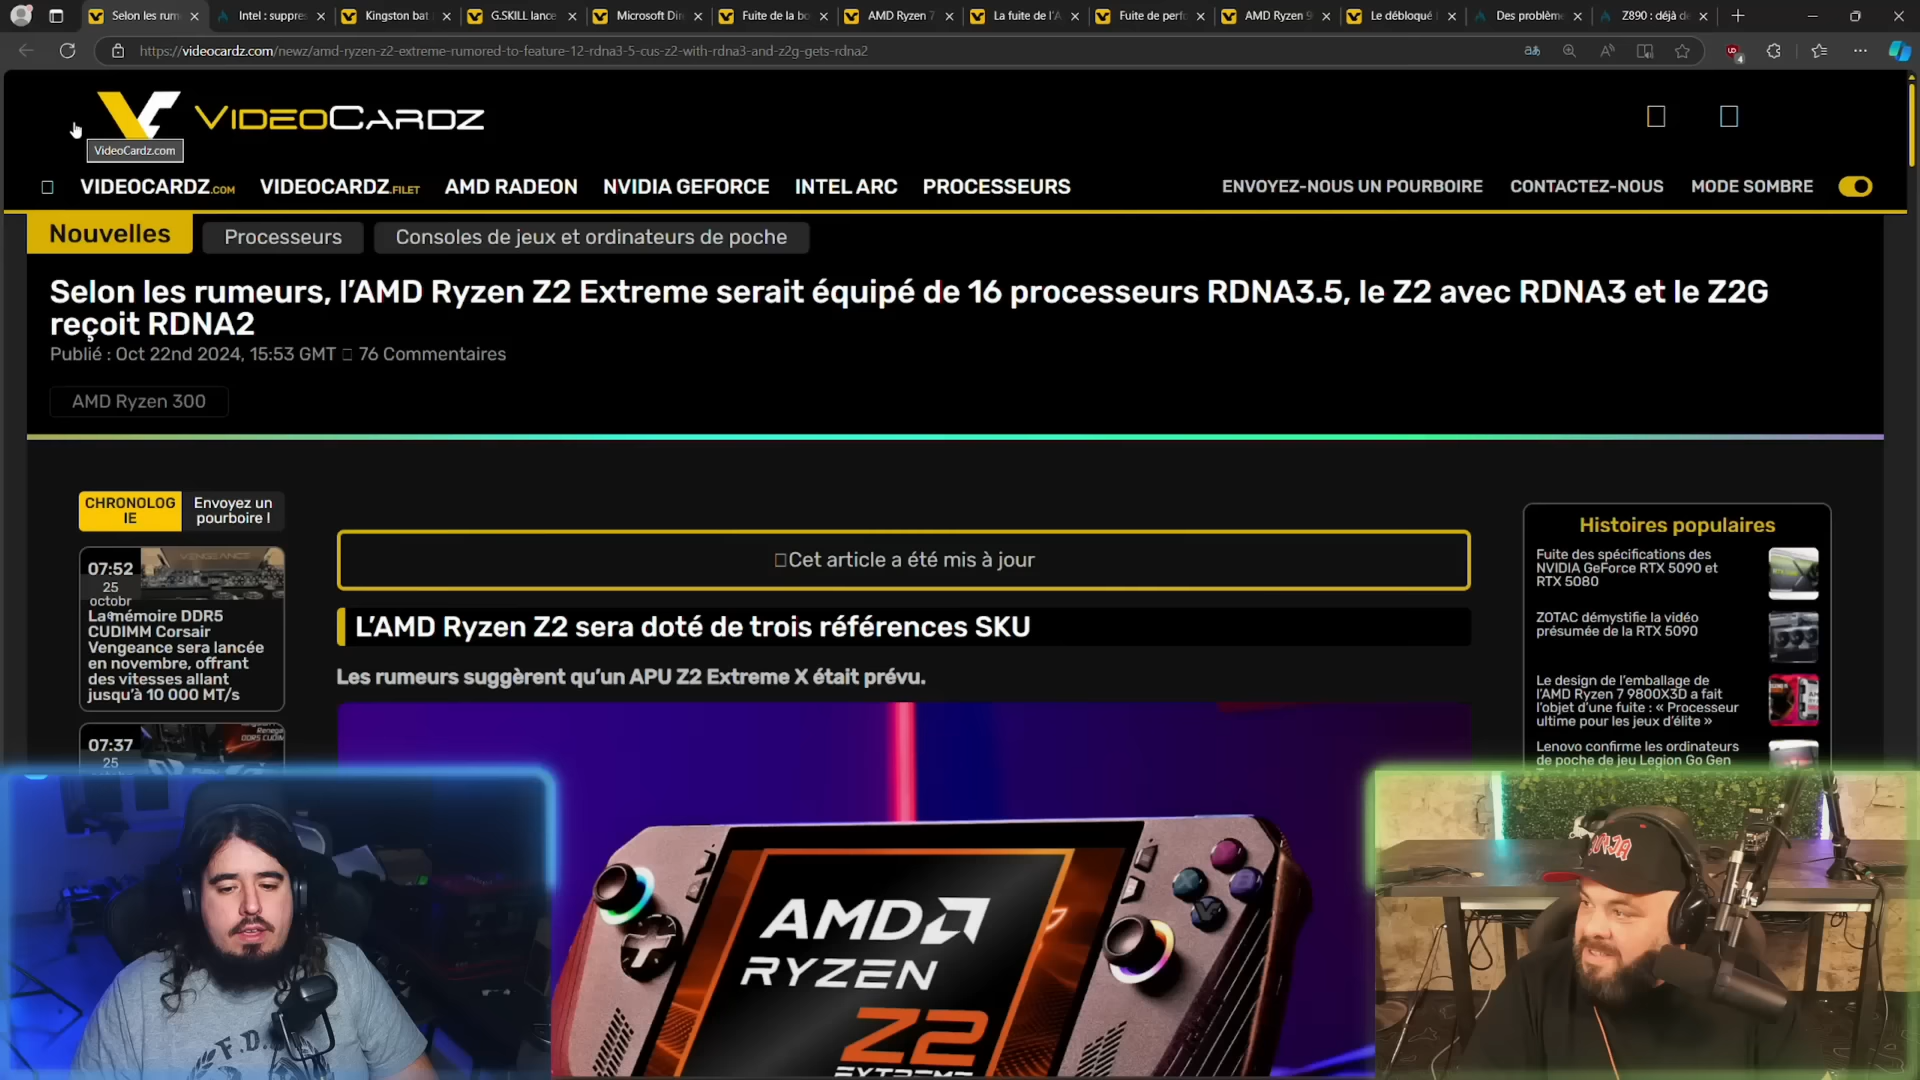 Selon les rum
Intel : suppres
Kingston bat
G.SKILL lance
Microsoft Din
Fuite de la bo
AMD Ryzen 7
La fuite de l'A
Fuite de perfo
AMD Ryzen 9
Le débloqué
Des problème
Z890 : déjà de
https://videocardz.com/newz/amd-ryzen-z2-extreme-rumored-to-feature-12-rdna3-5-cus-z2-with-rdna3-and-z2g-gets-rdna2
VIDEOCARDZ
VideoCardz.com
VIDEOCARDZ.COM
VIDEOCARDZ.FILET
AMD RADEON
NVIDIA GEFORCE
INTEL ARC
PROCESSEURS
ENVOYEZ-NOUS UN POURBOIRE
CONTACTEZ-NOUS
MODE SOMBRE
Nouvelles
Processeurs
Consoles de jeux et ordinateurs de poche
Selon les rumeurs, l'AMD Ryzen Z2 Extreme serait équipé de 16 processeurs RDNA3.5, le Z2 avec RDNA3 et le Z2G
reçoit RDNA2
Publié : Oct 22nd 2024, 15:53 GMT 76 Commentaires
AMD Ryzen 300
CHRONOLOG
IE
Envoyez un
pourboire !
07:52
25
octobr
La mémoire DDR5
CUDIMM Corsair
Vengeance sera lancée
en novembre, offrant
des vitesses allant
jusqu'à 10 000 MT/s
07:37
25
Cet article a été mis à jour
L'AMD Ryzen Z2 sera doté de trois références SKU
Les rumeurs suggèrent qu'un APU Z2 Extreme X était prévu.
AMD
RYZEN
Z2
EXTREME
Histoires populaires
Fuite des spécifications des
NVIDIA GeForce RTX 5090 et
RTX 5080
ZOTAC démystifie la vidéo
présumée de la RTX 5090
Le design de l'emballage de
l'AMD Ryzen 7 9800X3D a fait
l'objet d'une fuite : « Processeur
ultime pour les jeux d'élite »
Lenovo confirme les ordinateurs
de poche de jeu Legion Go Gen
F.D.